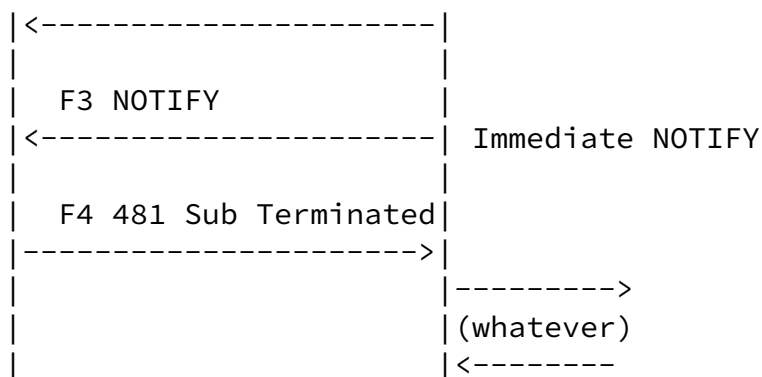 |<----------------------|
| |
| F3 NOTIFY |
|<----------------------| Immediate NOTIFY
| |
| F4 481 Sub Terminated|
|---------------------->|
| |--------->
| |(whatever)
| |<--------